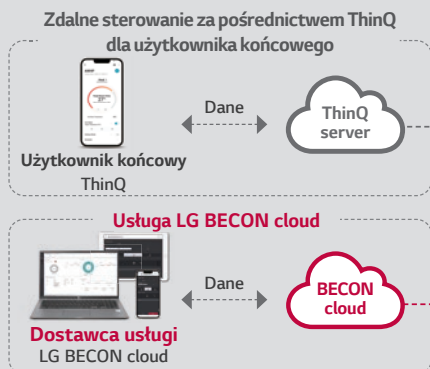 Zdalne sterowanie za pośrednictwem ThinQ
dla użytkownika końcowego
Dane
ThinQ
server
Użytkownik końcowy
ThinQ
Usługa LG BECON cloud
Dane
BECON
cloud
Dostawca usługi
LG BECON cloud